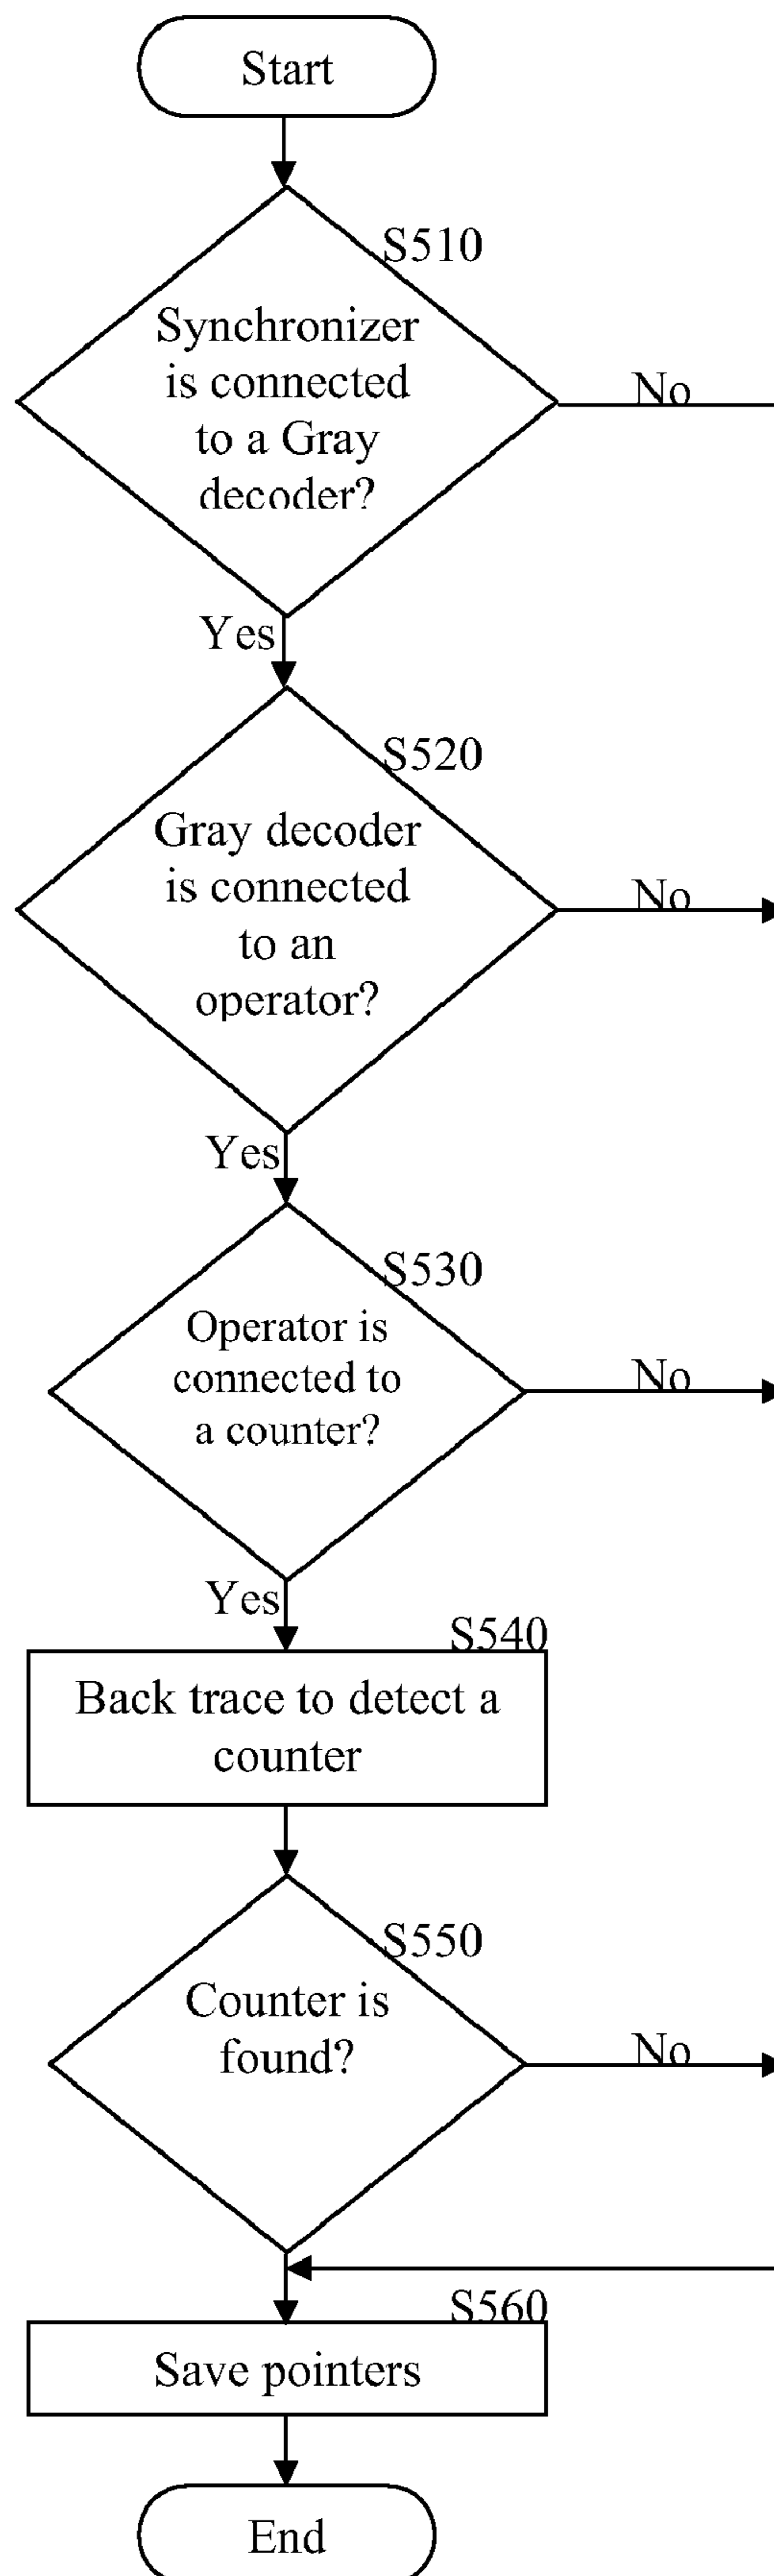 Start
S510
Synchronizer
is connected
to a Gray
decoder?
No
Yes
S520
Gray decoder
is connected
to an
operator?
No
Yes
S530
Operator is
connected to
a counter?
No
Yes
S540
Back trace to detect a
counter
S550
Counter is
found?
No
S560
Save pointers
End